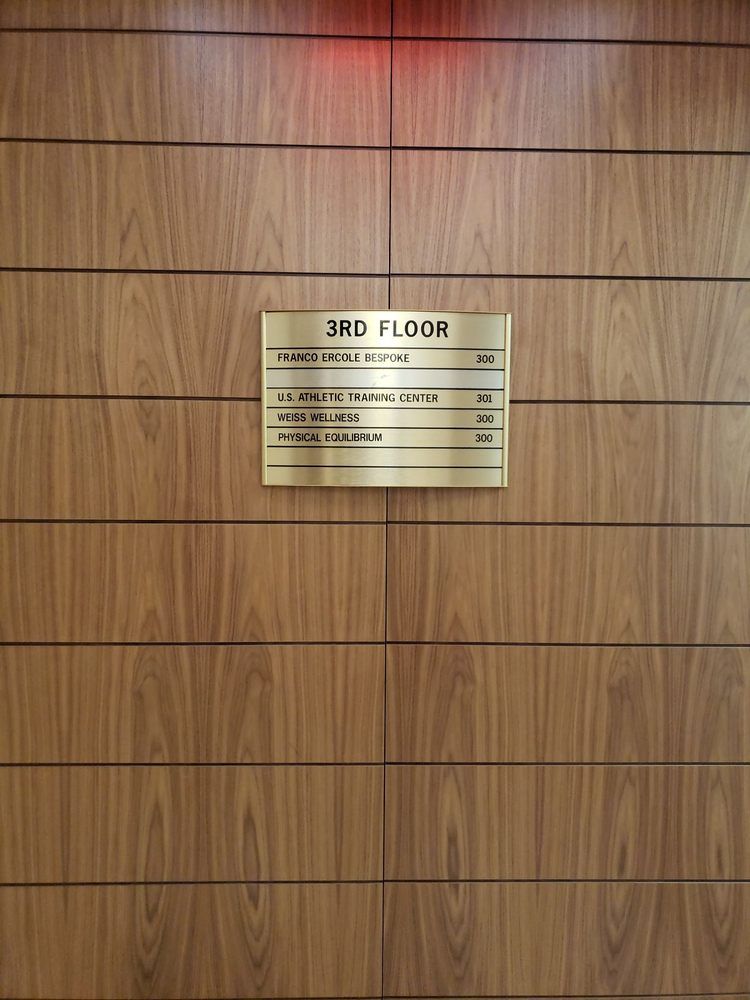 3RD FLOOR
FRANCO ERCOLE BESPOKE 300
U.S. ATHLETIC TRAINING CENTER 301
WEISS WELLNESS 300
PHYSICAL EQUILIBRIUM 300